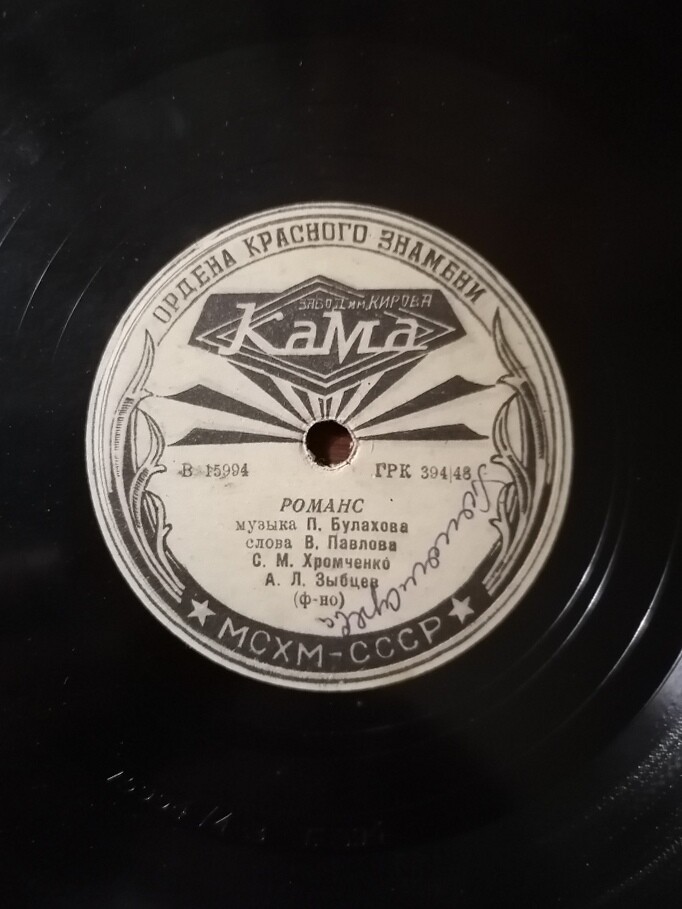 ОРДЕНА КРАСНОГО ЗНАМЕНИ
ЗАВОД им. КИРОВА
КаМа
В 15994 ГРК 394|48
РОМАНС
музыка П. Булахова
слова В. Павлова
С. М. Хромченко
А. Л. Зыбцев
(ф-но)
МСХМ-СССР